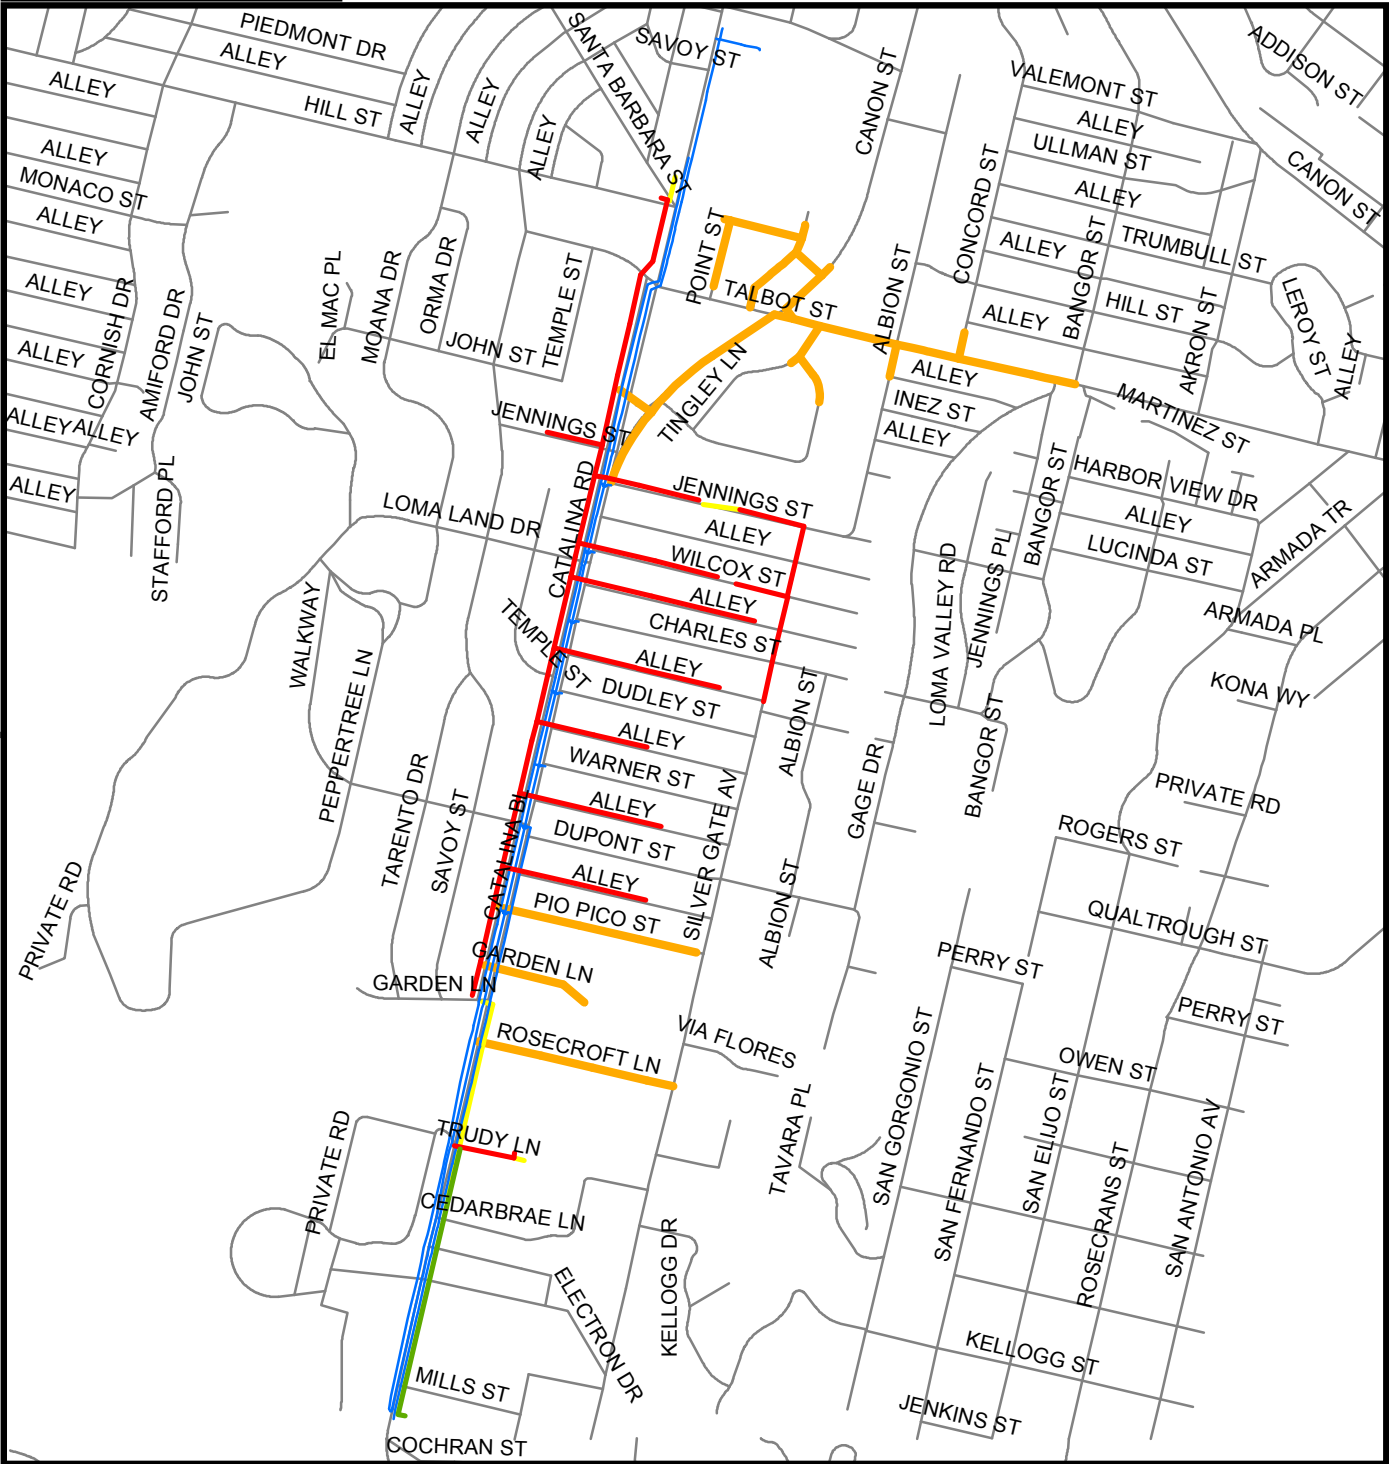 PIEDMONT DR
SANTA BARBARA ST
SAVOY ST
ADDISON ST
ALLEY
ALLEY
ALLEY
ALLEY
CANON ST
VALEMONT ST
HILL ST
ALLEY
ALLEY
ULLMAN ST
CANON ST
ALLEY
MONACO ST
ALLEY
CONCORD ST
ALLEY
BANGOR ST
TRUMBULL ST
ALLEY
ALLEY
EL MAC PL
MOANA DR
ORMA DR
TEMPLE ST
POINT ST
TALBOT ST
ALBION ST
HILL ST
ALLEY
LEROY ST
ALLEY
CORNISH DR
AMIFORD DR
JOHN ST
JOHN ST
ALLEY
AKRON ST
ALLEY
TINGLEY LN
INEZ ST
ALLEY
MARTINEZ ST
ALLEY
ALLEY
JENNINGS ST
ALLEY
STAFFORD PL
LOMA LAND DR
CATALINA RD
JENNINGS ST
ALLEY
BANGOR ST
HARBOR VIEW DR
ALLEY
LUCINDA ST
ARMADA TR
WILCOX ST
ALLEY
CHARLES ST
LOMA VALLEY RD
JENNINGS PL
ARMADA PL
WALKWAY
PEPPERTREE LN
TEMPLE ST
ALLEY
DUDLEY ST
KONA WY
ALLEY
WARNER ST
ALBION ST
BANGOR ST
GAGE DR
TARENTO DR
SAVOY ST
CATALINA BL
ALLEY
DUPONT ST
SILVER GATE AV
PRIVATE RD
ROGERS ST
ALLEY
PIO PICO ST
ALBION ST
PRIVATE RD
QUALTROUGH ST
GARDEN LN
GARDEN LN
PERRY ST
PERRY ST
ROSECROFT LN
VIA FLORES
SAN GORGONIO ST
OWEN ST
PRIVATE RD
TRUDY LN
TAVARA PL
SAN FERNANDO ST
SAN ELIJO ST
ROSECRANS ST
SAN ANTONIO AV
CEDARBRAE LN
KELLOGG DR
ELECTRON DR
KELLOGG ST
MILLS ST
JENKINS ST
COCHRAN ST